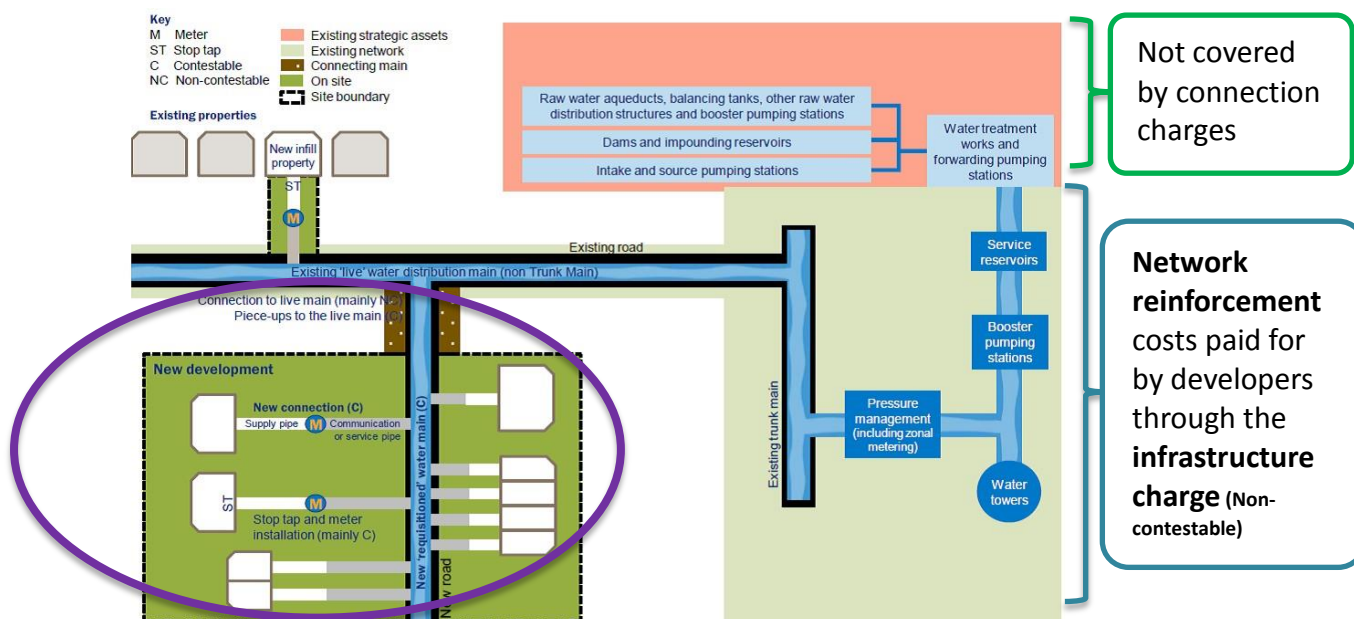 Key
M Meter
ST Stop tap
C Contestable
NC Non-contestable
Existing strategic assets
Existing network
Connecting main
On site
Site boundary
Existing properties
New infill
property
ST
M
Raw water aqueducts, balancing tanks, other raw water
distribution structures and booster pumping stations
Dams and impounding reservoirs
Intake and source pumping stations
Water treatment
works and
forwarding pumping
stations
Not covered
by connection
charges
Existing road
Existing 'live' water distribution main (non Trunk Main)
Connection to live main (mainly NC)
Piece-ups to the live main (C)
New development
New connection (C)
Supply pipe
M
Communication
or service pipe
ST
M
Stop tap and meter
installation (mainly C)
New 'requisitioned' water main (C)
New road
Existing trunk main
Pressure
management
(including zonal
metering)
Service
reservoirs
Booster
pumping
stations
Water
towers
Network
reinforcement
costs paid for
by developers
through the
infrastructure
charge (Non-
contestable)